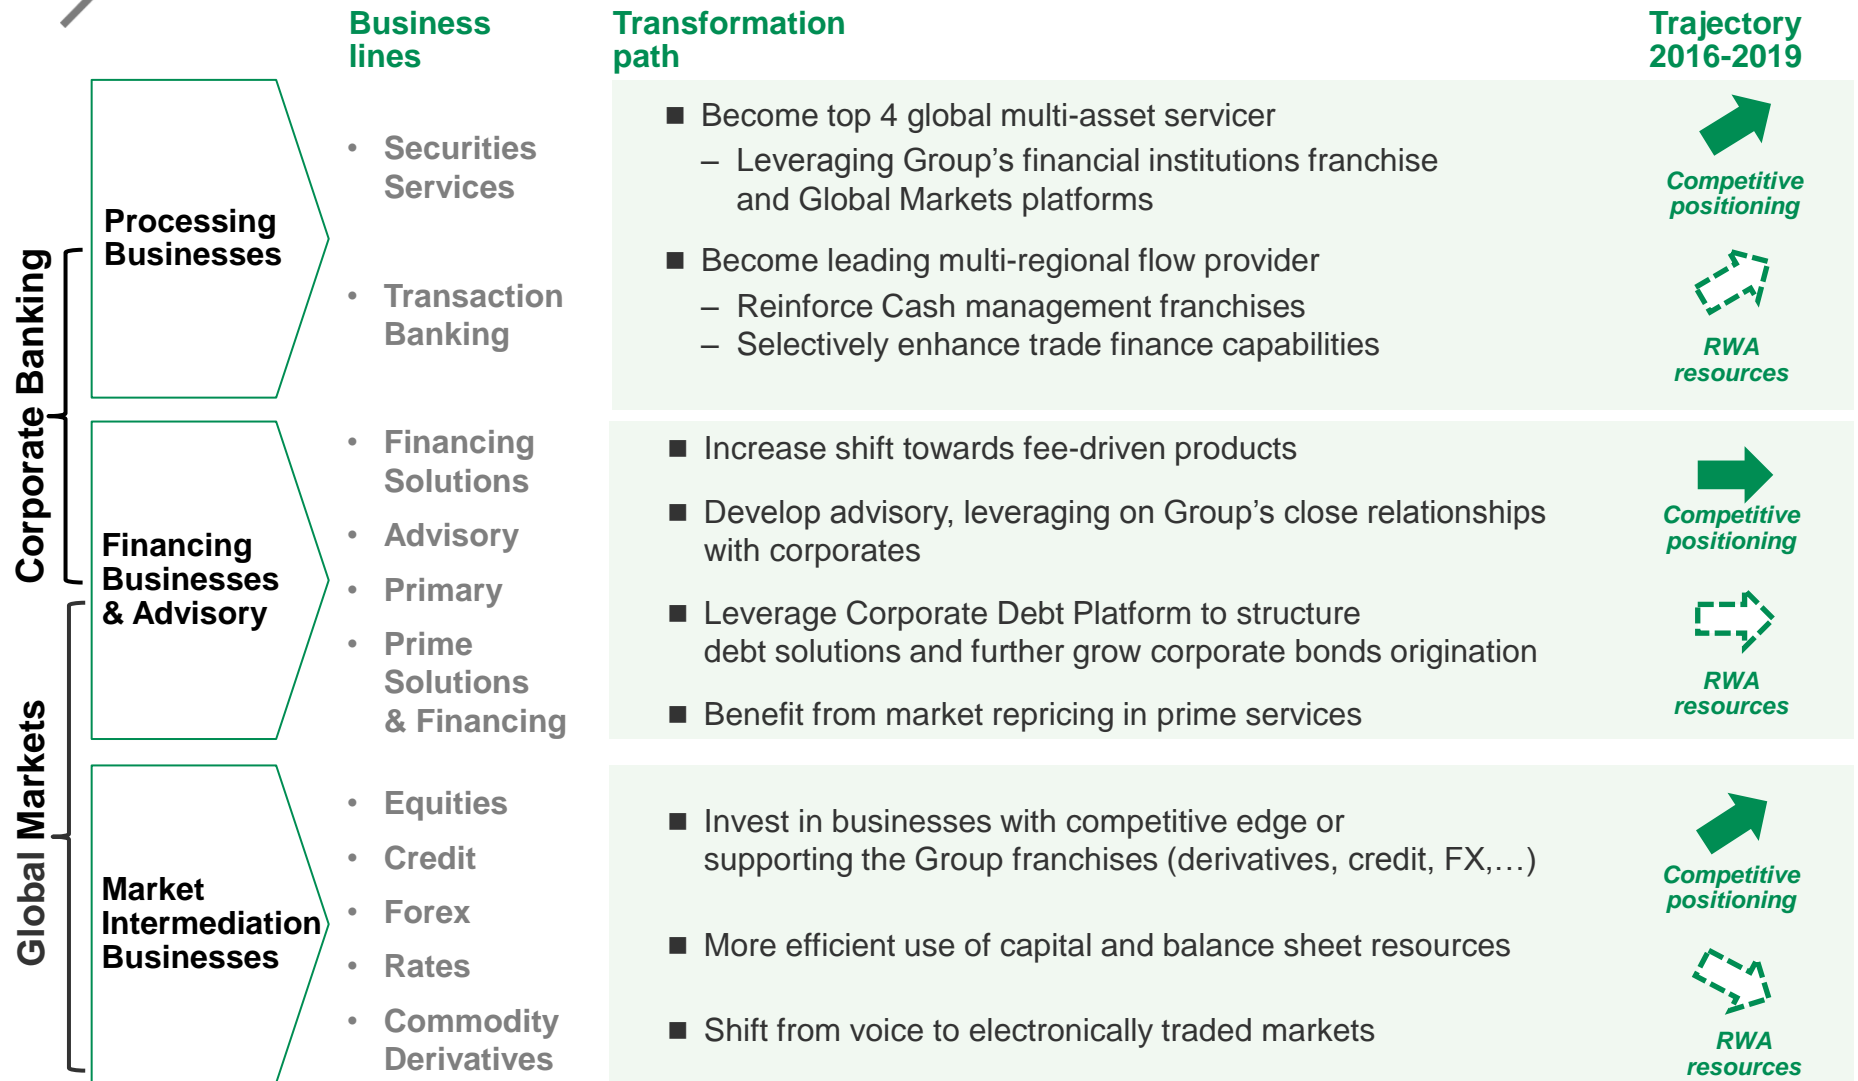 Business
lines
Transformation
path
Trajectory
2016-2019
Corporate Banking
Processing
Businesses
• Securities
Services
• Transaction
Banking
■ Become top 4 global multi-asset servicer
– Leveraging Group's financial institutions franchise
and Global Markets platforms
■ Become leading multi-regional flow provider
– Reinforce Cash management franchises
– Selectively enhance trade finance capabilities
Competitive
positioning
RWA
resources
Financing
Businesses
& Advisory
• Financing
Solutions
• Advisory
• Primary
• Prime
Solutions
& Financing
■ Increase shift towards fee-driven products
■ Develop advisory, leveraging on Group's close relationships
with corporates
■ Leverage Corporate Debt Platform to structure
debt solutions and further grow corporate bonds origination
■ Benefit from market repricing in prime services
Competitive
positioning
RWA
resources
Global Markets
Market
Intermediation
Businesses
• Equities
• Credit
• Forex
• Rates
• Commodity
Derivatives
■ Invest in businesses with competitive edge or
supporting the Group franchises (derivatives, credit, FX,…)
■ More efficient use of capital and balance sheet resources
■ Shift from voice to electronically traded markets
Competitive
positioning
RWA
resources